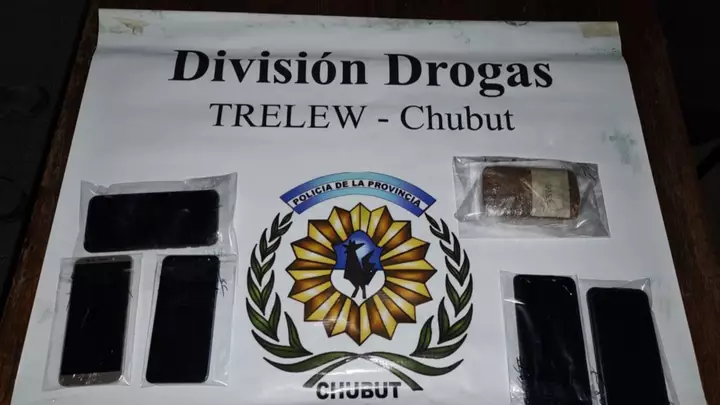 División Drogas
TRELEW - Chubut
POLICIA DE LA PROVINCIA
CHUBUT